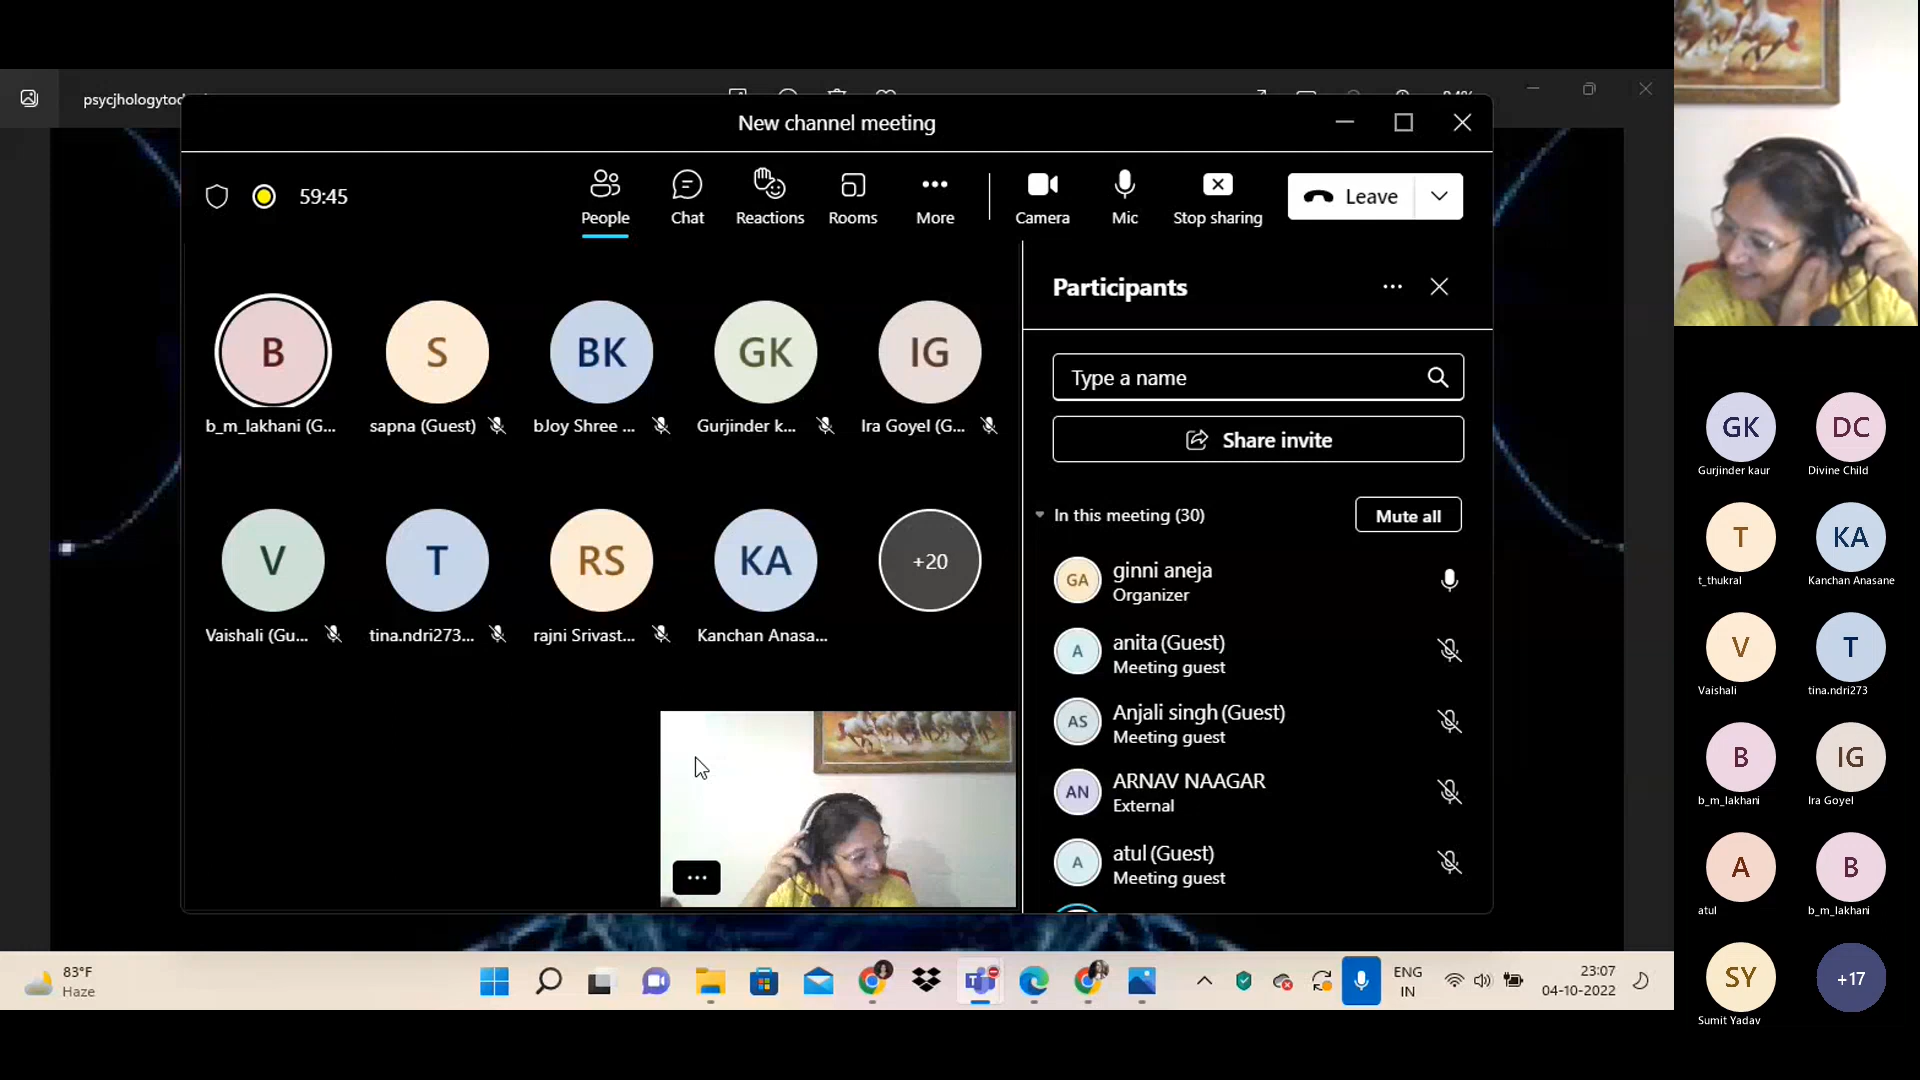 psycjhologytod
New channel meeting
59:45
People
Chat
Reactions
Rooms
More
Camera
Mic
Stop sharing
Leave
B
S
BK
GK
IG
b_m_lakhani (G...
sapna (Guest)
bJoy Shree ...
Gurjinder k...
Ira Goyel (G...
V
T
RS
KA
+20
Vaishali (Gu...
tina.ndri273...
rajni Srivast...
Kanchan Anasa...
Participants
Type a name
Share invite
In this meeting (30)
Mute all
GA
ginni aneja
Organizer
A
anita (Guest)
Meeting guest
AS
Anjali singh (Guest)
Meeting guest
AN
ARNAV NAAGAR
External
A
atul (Guest)
Meeting guest
GK
DC
Gurjinder kaur
Divine Child
T
KA
t_thukral
Kanchan Anasane
V
T
Vaishali
tina.ndri273
B
IG
b_m_lakhani
Ira Goyel
A
B
atul
b_m_lakhani
SY
+17
Sumit Yadav
83°F
Haze
ENG
IN
23:07
04-10-2022